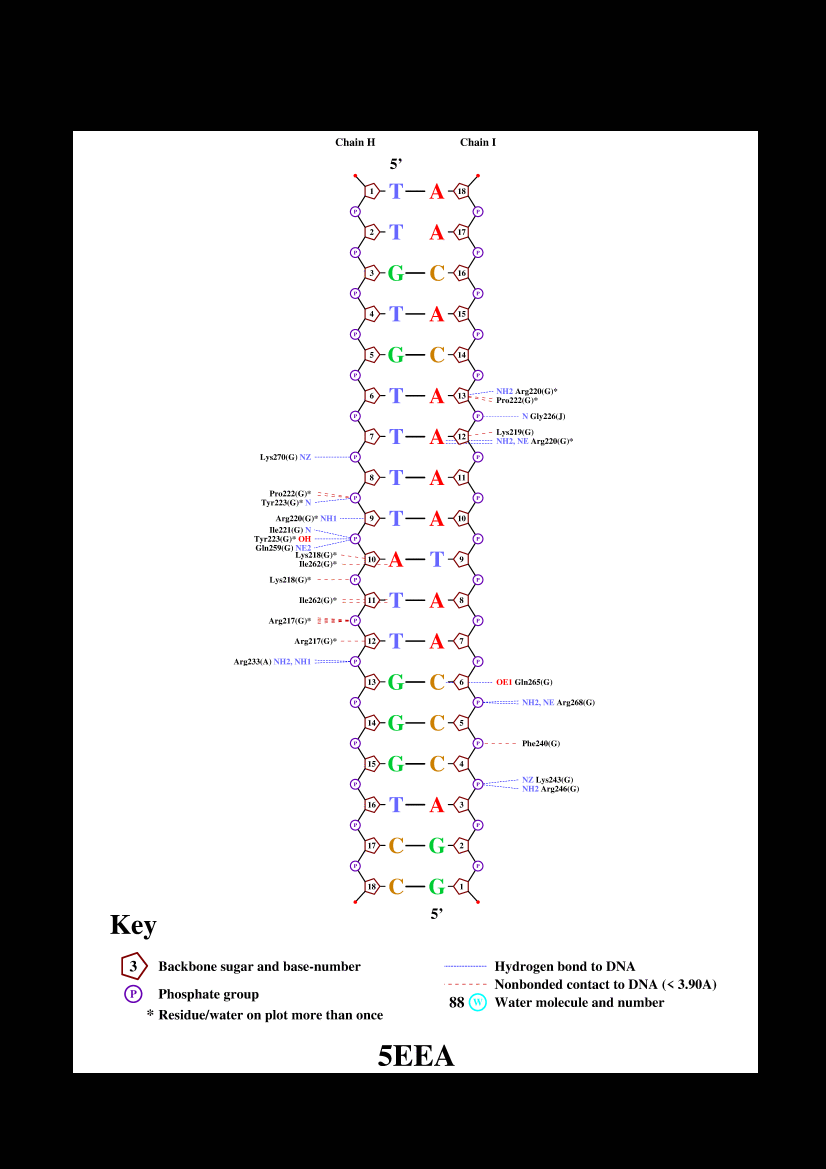 Chain H Chain I
5’
1 T A 18
P P
2 T A 17
P P
3 G C 16
P P
4 T A 15
P P
5 G C 14
P P
NH2 Arg220(G)*
6 T A 13
Pro222(G)*
P P N Gly226(J)
Lys219(G)
7 T A 12
NH2, NE Arg220(G)*
Lys270(G) NZ P P
8 T A 11
Pro222(G)*
P P
Tyr223(G)* N
Arg220(G)* NH1 9 T A 10
Ile221(G) N
Tyr223(G)* OH P P
Gln259(G) NE2
Lys218(G)*
10 A T 9
Ile262(G)*
Lys218(G)* P P
Ile262(G)* 11 T A 8
Arg217(G)* P P
Arg217(G)* 12 T A 7
Arg233(A) NH2, NH1 P P
13 G C 6 OE1 Gln265(G)
P P NH2, NE Arg268(G)
14 G C 5
P P Phe240(G)
15 G C 4
NZ Lys243(G)
P P
NH2 Arg246(G)
16 T A 3
P P
17 C G 2
P P
18 C G 1
5’
Key
3 Backbone sugar and base-number
P Phosphate group
* Residue/water on plot more than once
Hydrogen bond to DNA
Nonbonded contact to DNA (< 3.90A)
88 W Water molecule and number
5EEA